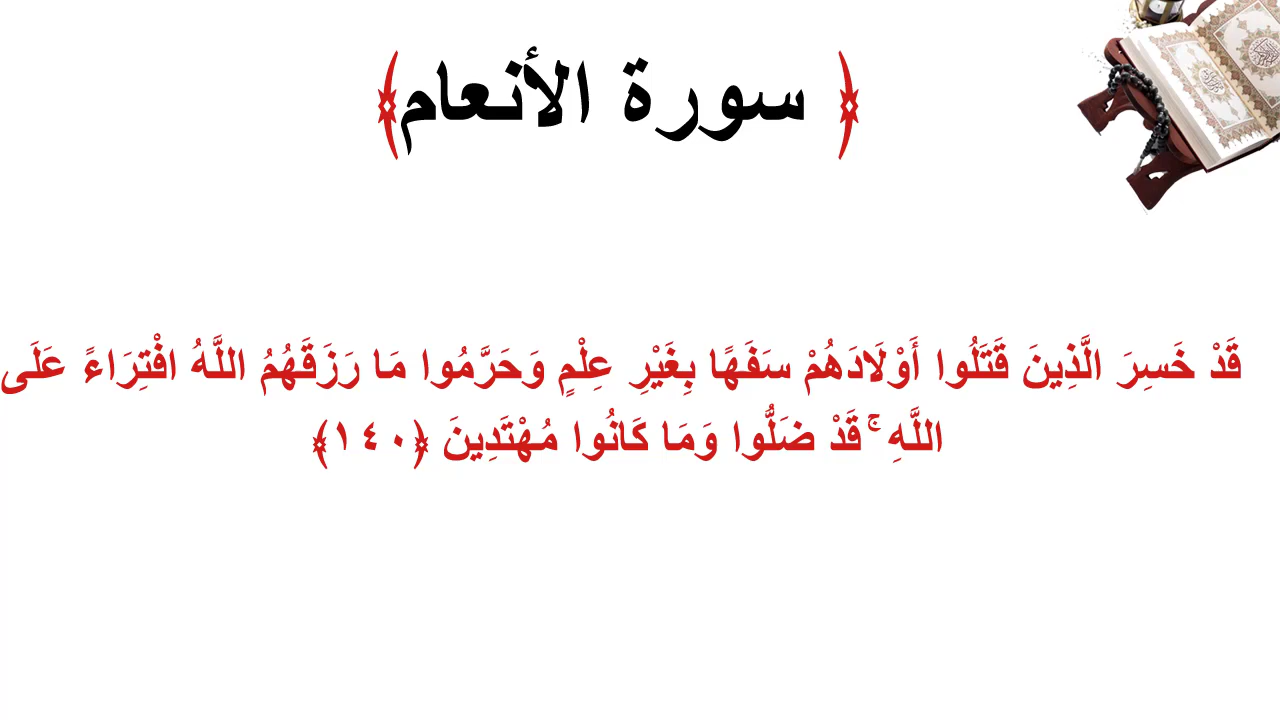 ﴿ سورة الأنعام﴾
قَدْ خَسِرَ الَّذِينَ قَتَلُوا أَوْلَادَهُمْ سَفَهًا بِغَيْرِ عِلْمٍ وَحَرَّمُوا مَا رَزَقَهُمُ اللَّهُ افْتِرَاءً عَلَى
اللَّهِ ۚ قَدْ ضَلُّوا وَمَا كَانُوا مُهْتَدِينَ ﴿١٤٠﴾